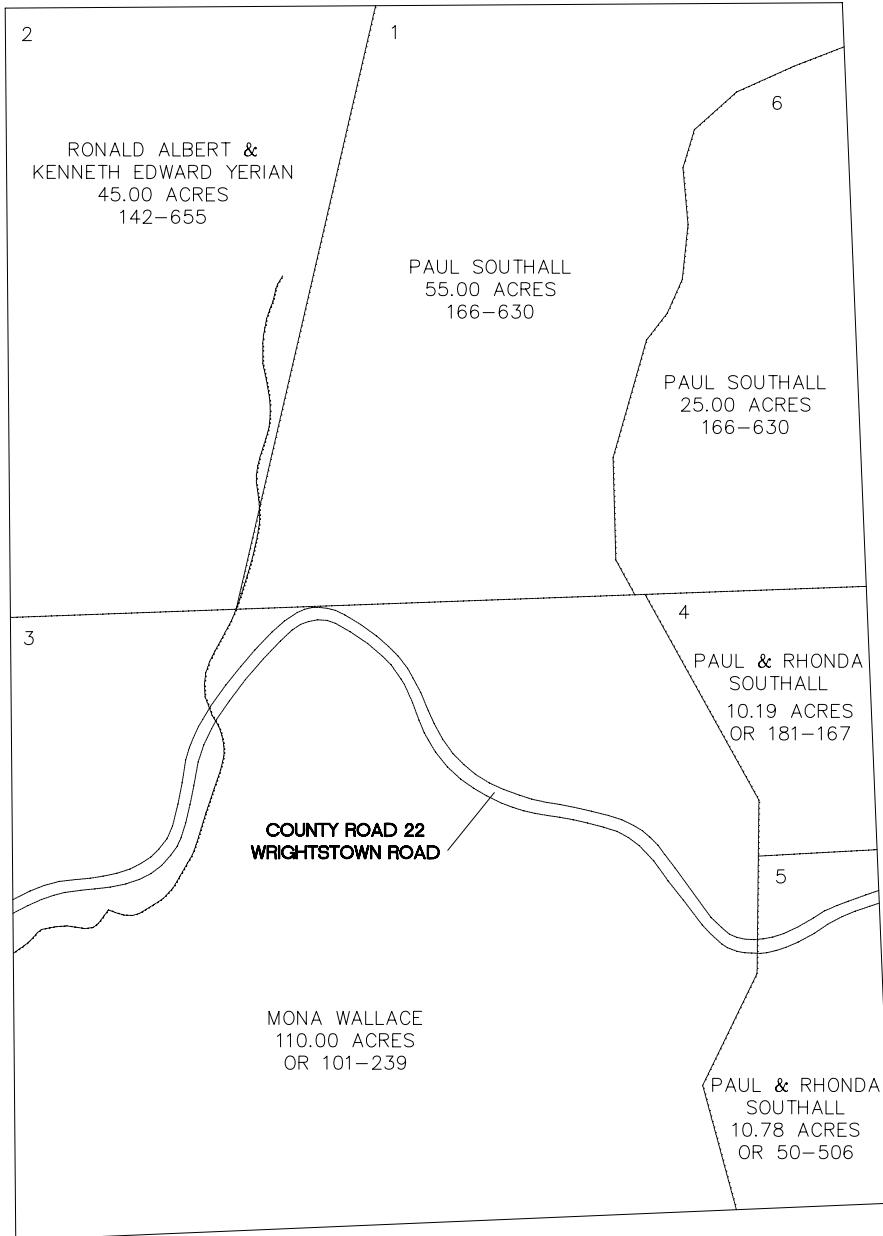 2
1
6
RONALD ALBERT &
KENNETH EDWARD YERIAN
45.00 ACRES
142-655
PAUL SOUTHALL
55.00 ACRES
166-630
PAUL SOUTHALL
25.00 ACRES
166-630
3
4
PAUL & RHONDA
SOUTHALL
10.19 ACRES
OR 181-167
COUNTY ROAD 22
WRIGHTSTOWN ROAD
5
MONA WALLACE
110.00 ACRES
OR 101-239
PAUL & RHONDA
SOUTHALL
10.78 ACRES
OR 50-506